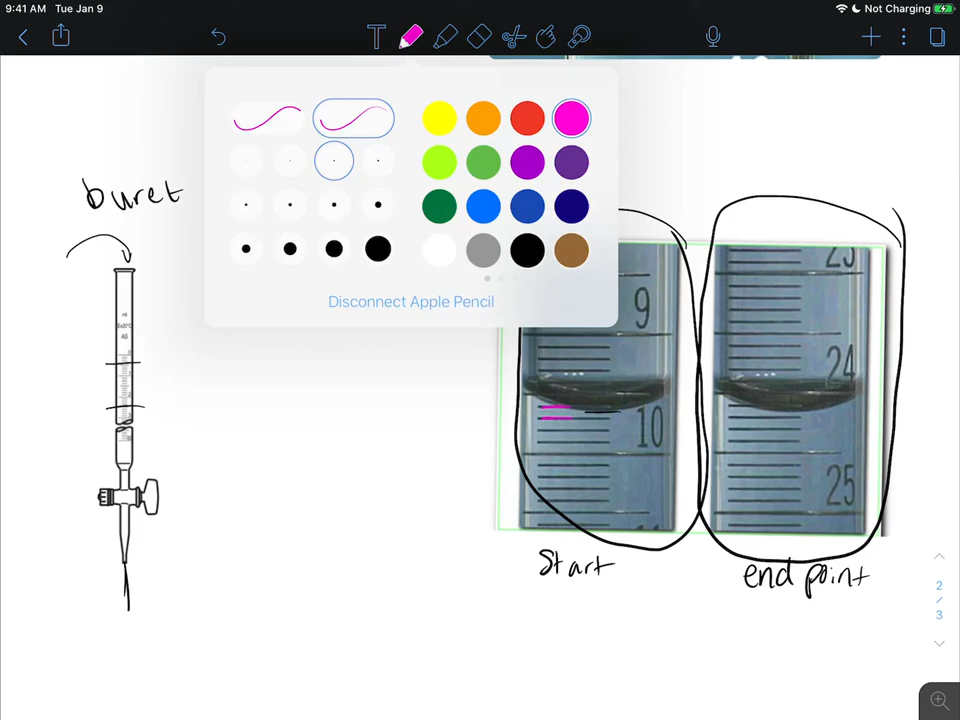 9:41 AM Tue Jan 9
Not Charging
T
Disconnect Apple Pencil
buret
9
10
23
24
25
Start
end point
2
/
3